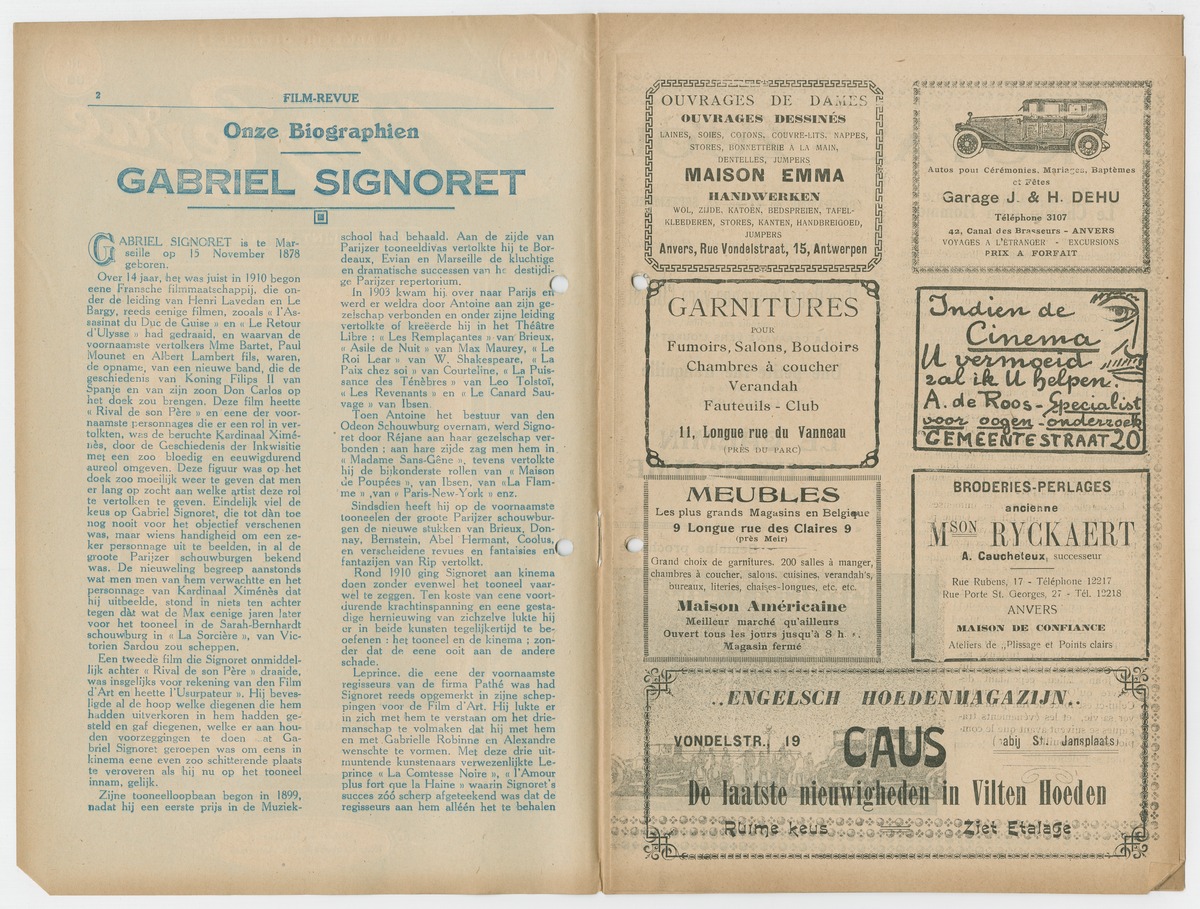 2
FILM-REVUE
Onze Biographien
GABRIEL SIGNORET
GABRIEL SIGNORET is te Mar-
seille op 15 November 1878
geboren.
Over 14 jaar, het was juist in 1910 begon
eene Fransche filmmaatschappij, die on-
der de leiding van Henri Lavedan en Le
Bargy, reeds eenige filmen, zooals « l'As-
sasinat du Duc de Guise » en « Le Retour
d'Ulysse » had gedraaid, en waarvan de
voornaamste vertolkers Mme Bartet, Paul
Mounet en Albert Lambert fils, waren,
de opname, van een nieuwe band, die de
geschiedenis van Koning Filips II van
Spanje en van zijn zoon Don Carlos op
het doek zou brengen. Deze film heette
« Rival de son Père » en eene der voor-
naamste personnages die er een rol in ver-
tolkten, was de beruchte Kardinaal Ximé-
nès, door de Geschiedenis der Inkwisitie
met een zoo bloedig en eeuwigdurend
aureol omgeven. Deze figuur was op het
doek zoo moeilijk weer te geven dat men
er lang op zocht aan welke artist deze rol
te vertolken te geven. Eindelijk viel de
keus op Gabriel Signoret, die tot dàn toe
nog nooit voor het objectief verschenen
was, maar wiens handigheid om een ze-
ker personnage uit te beelden, in al de
groote Parijzer schouwburgen bekend
was. De nieuweling begreep aanstonds
wat men men van hem verwachtte en het
personnage van Kardinaal Ximénès dat
hij uitbeelde, stond in niets ten achter
tegen dàt wat de Max eenige jaren later
voor het tooneel in de Sarah-Bernhardt
schouwburg in « La Sorcière », van Vic-
torien Sardou zou scheppen.
Een tweede film die Signoret onmiddel-
lijk achter « Rival de son Père » draaide,
was insgelijks voor rekening van den Film
d'Art en heette l'Usurpateur ». Hij beves-
tigde al de hoop welke diegenen die hem
hadden uitverkoren in hem hadden ge-
steld en gaf diegenen, welke er aan hou-
den voorzeggingen te doen at Ga-
briel Signoret geroepen was om eens in
kinema eene even zoo schitterende plaats
te veroveren als hij nu op het tooneel
innam, gelijk.
Zijne tooneelloopbaan begon in 1899,
nadat hij een eerste prijs in de Muziek-
school had behaald. Aan de zijde van
Parijzer tooneeldivas vertolkte hij te Bor-
deaux, Evian en Marseille de kluchtige
en dramatische successen van he destijdi-
ge Parijzer repertorium.
In 1903 kwam hij over naar Parijs en
werd er weldra door Antoine aan zijn ge-
zelschap verbonden en onder zijne leiding
vertolkte of kreëerde hij in het Théâtre
Libre : « Les Remplaçantes » van Brieux.
« Asile de Nuit » van Max Maurey, « Le
Roi Lear » van W. Shakespeare, « La
Paix chez soi » van Courteline, « La Puis-
sance des Ténèbres » van Leo Tolstoï,
« Les Revenants » en « Le Canard Sau-
vage » van Ibsen.
Toen Antoine het bestuur van den
Odeon Schouwburg overnam, werd Signo-
ret door Réjane aan haar gezelschap ver-
bonden ; aan hare zijde zag men hem in
« Madame Sans-Gêne », tevens vertolkte
hij de bijkonderste rollen van « Maison
de Poupées », van Ibsen, van «La Flam-
me » ,van « Paris-New-York » enz.
Sindsdien heeft hij op de voornaamste
tooneelen der groote Parijzer schouwbur-
gen de nieuwe stukken van Brieux, Don-
nay, Bernstein, Abel Hermant, Coolus,
en verscheidene revues en fantaisies en
fantazijen van Rip vertolkt.
Rond 1910 ging Signoret aan kinema
doen zonder evenwel het tooneel vaar-
wel te zeggen. Ten koste van eene voort-
durende krachtinspanning en eene gesta-
dige hernieuwing van zichzelve lukte hij
er in beide kunsten tegelijkertijd te be-
oefenen : het tooneel en de kinema ; zon-
der dat de eene ooit aan de andere
schade.
Leprince, die eene der voornaamste
regisseurs van de firma Pathé was had
Signoret reeds opgemerkt in zijne schep-
pingen voor de Film d'Art. Hij lukte er
in zich met hem te verstaan om het drie-
manschap te volmaken dat hij met hem
en met Gabrielle Robinne en Alexandre
wenschte te vormen. Met deze drie uit-
muntende kunstenaars verwezenlijkte Le-
prince « La Comtesse Noire », « l'Amour
plus fort que la Haine » waarin Signoret's
succes zóó scherp afgeteekend was dat de
regisseurs aan hem alléén het te behalen
OUVRAGES DE DAMES
OUVRAGES DESSINÉS
LAINES, SOIES, COTONS, COUVRE-LITS, NAPPES,
STORES, BONNETTERIE A LA MAIN,
DENTELLES, JUMPERS
MAISON EMMA
HANDWERKEN
WOL, ZIJDE, KATOEN, BEDSPREIEN, TAFEL-
KLEEDEREN, STORES, KANTEN, HANDBREIGOED,
JUMPERS
Anvers, Rue Vondelstraat, 15, Antwerpen
Autos pour Cérémonies, Mariages, Baptèmes
et Fêtes
Garage J. & H. DEHU
Téléphone 3107
42, Canal des Brasseurs - ANVERS
VOYAGES A L'ETRANGER - EXCURSIONS
PRIX A FORFAIT
GARNITURES
POUR
Fumoirs, Salons, Boudoirs
Chambres à coucher
Verandah
Fauteuils - Club
11, Longue rue du Vanneau
(PRÈS DU PARC)
Indien de
Cinema
U vermoeid
zal ik U helpen.
A. de Roos - Specialist
voor oogen-onderzoek
GEMEENTESTRAAT 20
MEUBLES
Les plus grands Magasins en Belgique
9 Longue rue des Claires 9
(près Meir)
Grand choix de garnitures. 200 salles à manger,
chambres à coucher, salons, cuisines, verandah's,
bureaux, literies, chaises-longues, etc. etc.
Maison Américaine
Meilleur marché qu'ailleurs
Ouvert tous les jours jusqu'à 8 h.
Magasin fermé
BRODERIES-PERLAGES
ancienne
MSON RYCKAERT
A. Caucheteux, successeur
Rue Rubens, 17 - Téléphone 12217
Rue Porte St. Georges, 27 - Tél. 12218
ANVERS
MAISON DE CONFIANCE
Ateliers de „Plissage et Points clairs
..ENGELSCH HOEDENMAGAZIJN..
VONDELSTR., 19
CAUS
nabij St. Jansplaats
De laatste nieuwigheden in Vilten Hoeden
Ruime keus
Ziet Etalage